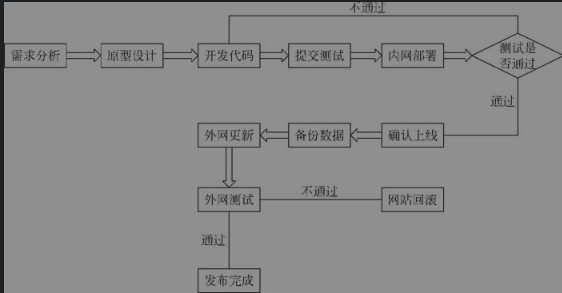 不通过
需求分析
原型设计
开发代码
提交测试
内网部署
测试是
否通过
通过
外网更新
备份数据
确认上线
外网测试
不通过
网站回滚
通过
发布完成